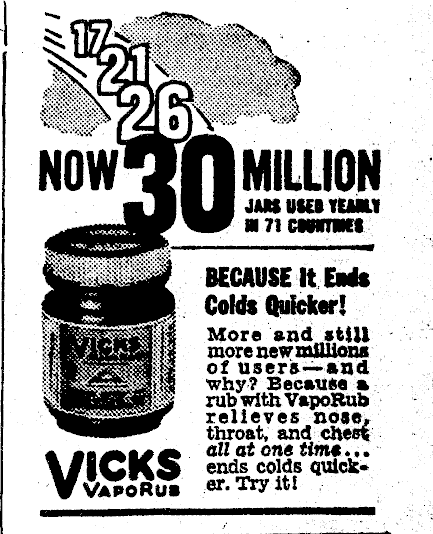 17
21
26
NOW 30 MILLION
JARS USED YEARLY
IN 71 COUNTRIES
BECAUSE It Ends
Colds Quicker!
More and still
more new millions
of users—and
why? Because a
rub with VapoRub
relieves nose,
throat, and chest
all at one time...
ends colds quick-
er. Try it!
VICKS
VICKS
VAPORUB